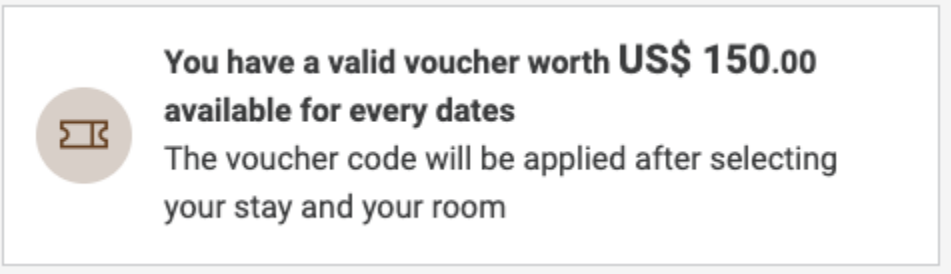 You have a valid voucher worth US$ 150.00
available for every dates
The voucher code will be applied after selecting
your stay and your room